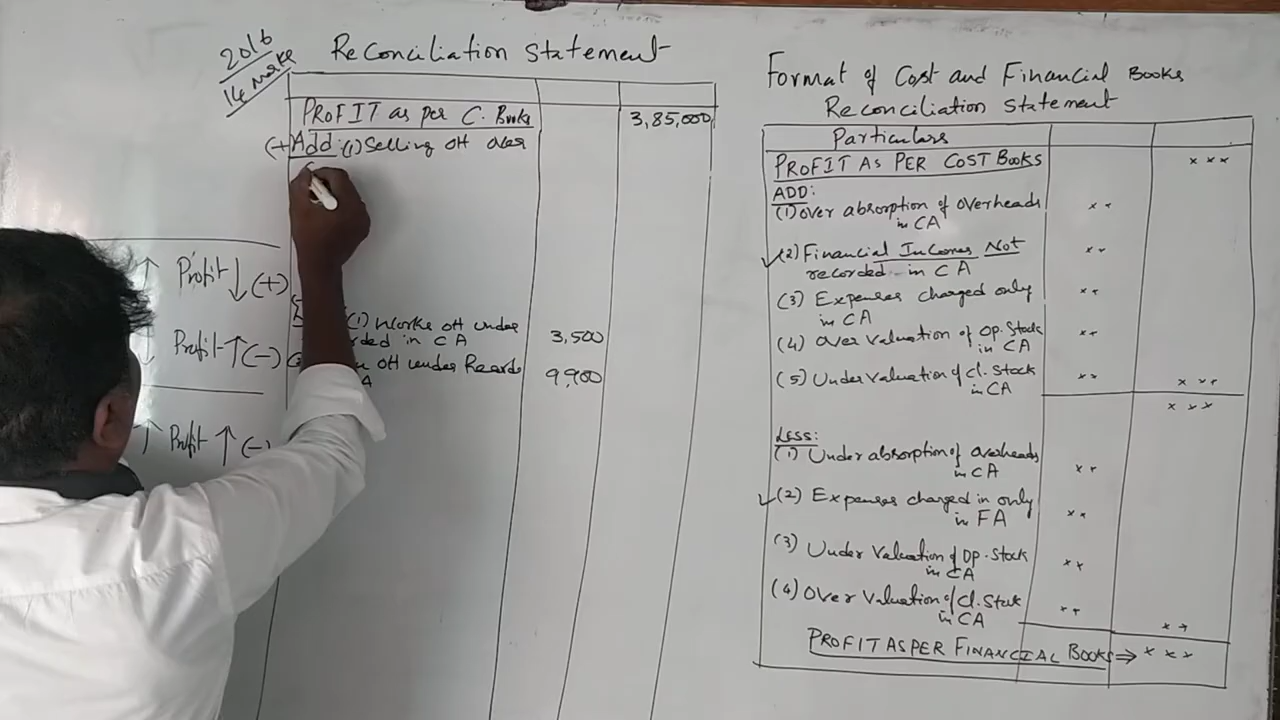 2016
14 marks
Reconciliation Statement
PROFIT as per C. Books 3,85,000
(+) Add: (1) Selling OH over
(1) Works OH under
ded in CA 3,500
OH under Records
A 9,900
Profit ↓ (+)
Profit ↑ (-)
↑ Profit ↑ (-)
Format of Cost and Financial Books
Reconciliation Statement
Particulars
PROFIT AS PER COST BOOKS xxx
ADD:
(1) Over absorption of overheads xx
in CA
(2) Financial Incomes Not xx
recorded in CA
(3) Expenses charged only xx
in CA
(4) Over Valuation of Op. Stock xx
in CA
(5) Under Valuation of Cl. Stock xx xxx
in CA
xxx
LESS:
(1) Under absorption of overheads
in CA xx
(2) Expenses charged in only
in FA xx
(3) Under Valuation of Op. Stock
in CA xx
(4) Over Valuation of Cl. Stock
in CA xx xx
PROFIT AS PER FINANCIAL BOOKS ⇒ xxx